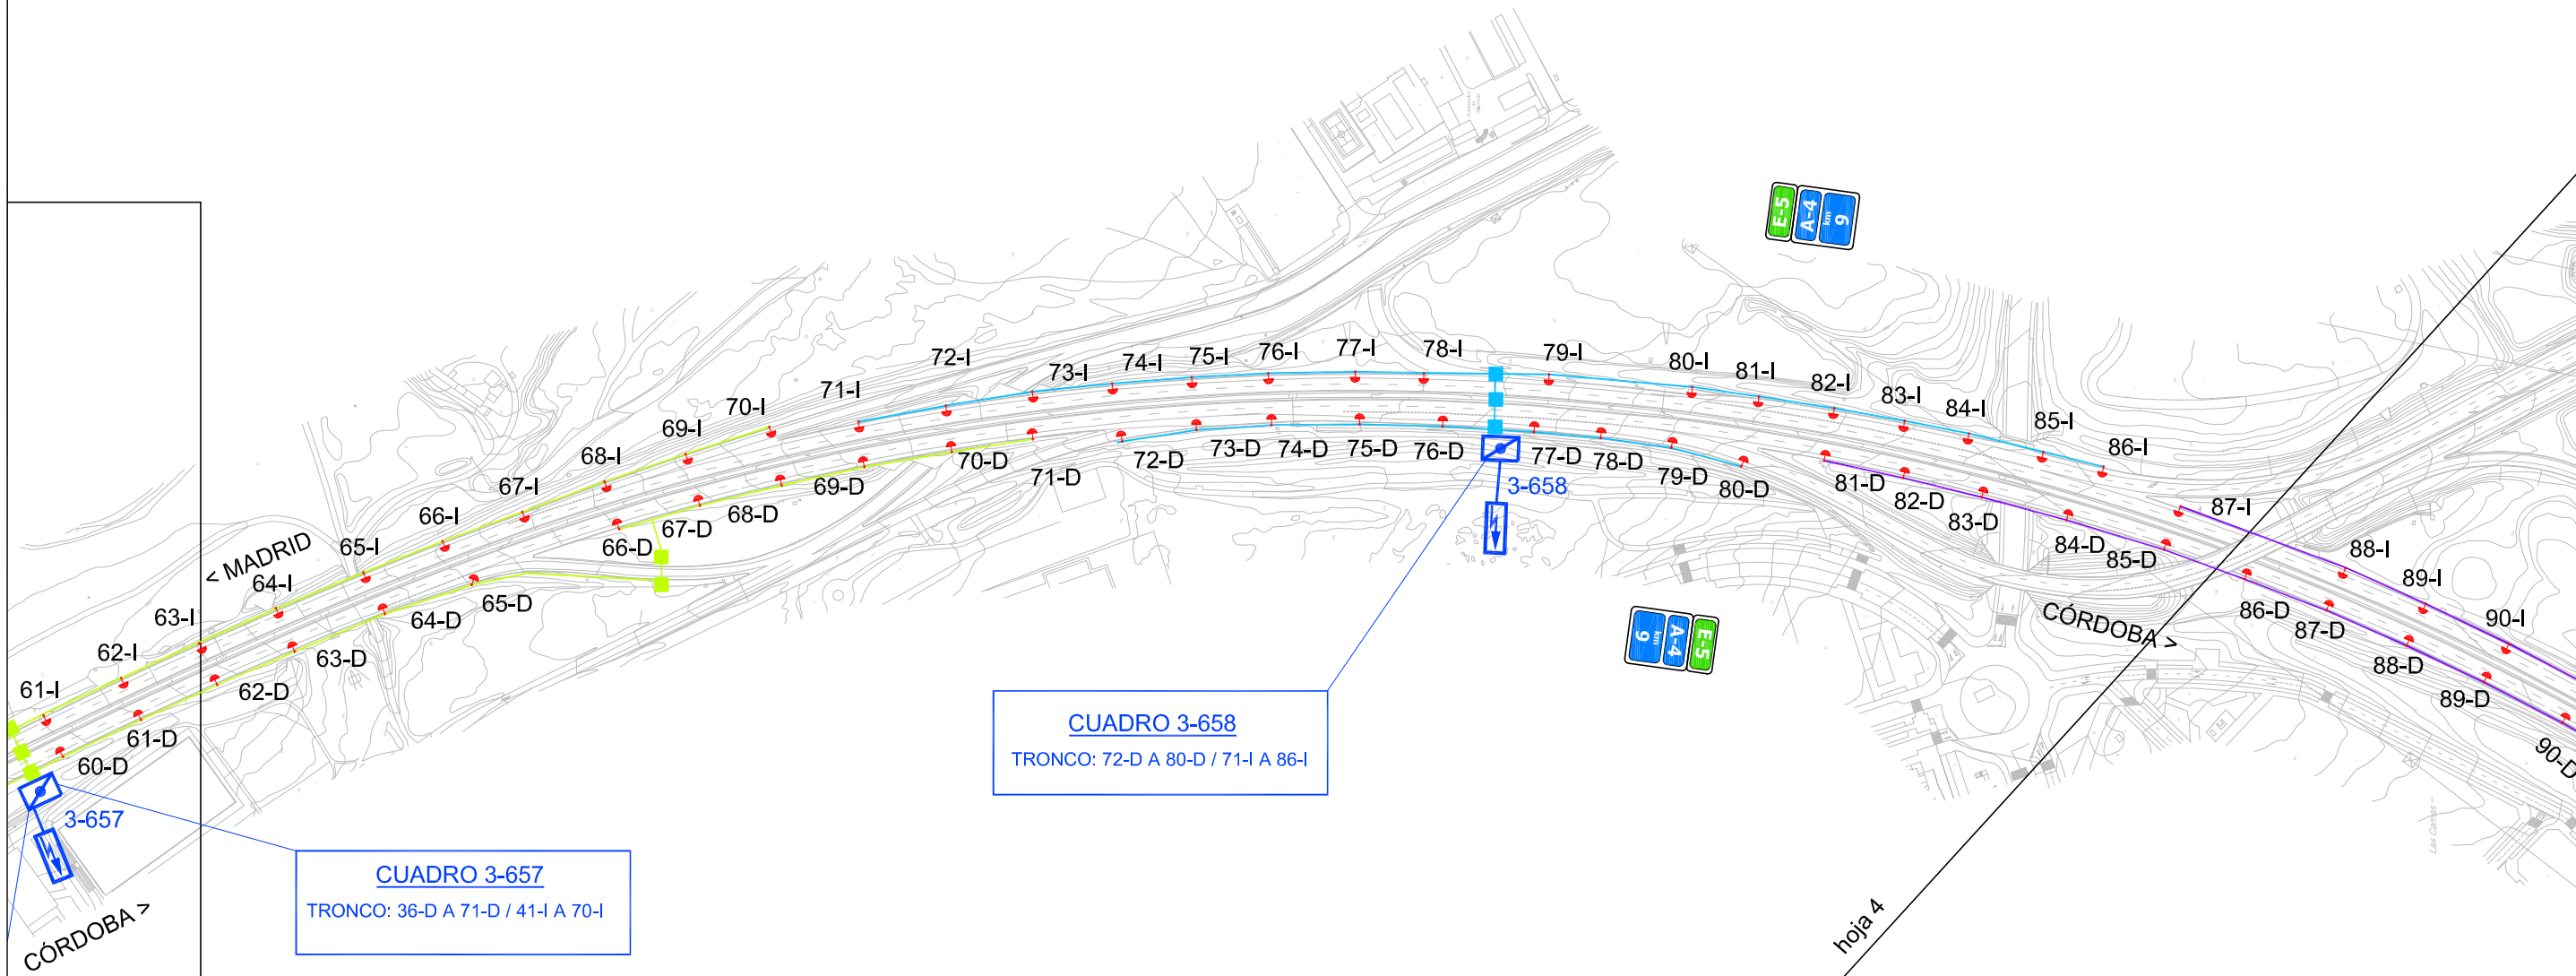 E-5
A-4
km
9
72-I
73-I
74-I
75-I
76-I
77-I
78-I
79-I
80-I
81-I
82-I
83-I
84-I
85-I
86-I
87-I
88-I
89-I
90-I
71-I
70-I
69-I
68-I
67-I
66-I
65-I
64-I
63-I
62-I
61-I
< MADRID
60-D
61-D
62-D
63-D
64-D
65-D
66-D
67-D
68-D
69-D
70-D
71-D
72-D
73-D
74-D
75-D
76-D
77-D
78-D
79-D
80-D
81-D
82-D
83-D
84-D
85-D
86-D
87-D
88-D
89-D
90-D
3-658
3-657
CÓRDOBA >
E-5
A-4
km
9
CUADRO 3-658
TRONCO: 72-D A 80-D / 71-I A 86-I
CUADRO 3-657
TRONCO: 36-D A 71-D / 41-I A 70-I
CÓRDOBA >
hoja 4